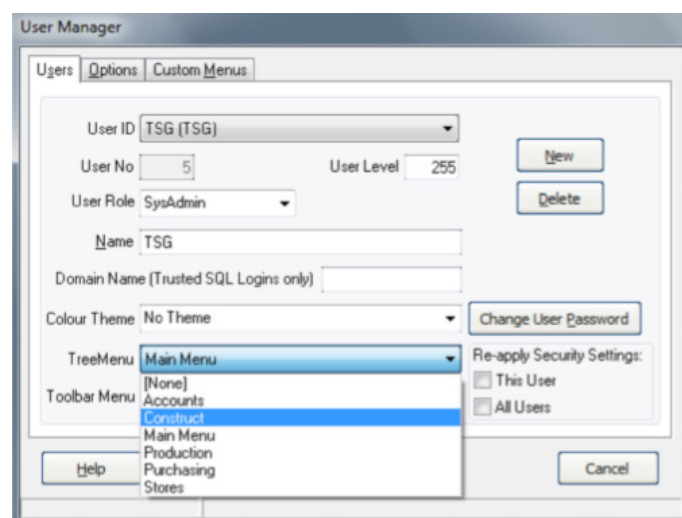 User Manager
Users Options Custom Menus
User ID TSG (TSG)
New
User No 5 User Level 255
Delete
User Role SysAdmin
Name TSG
Domain Name (Trusted SQL Logins only)
Colour Theme No Theme Change User Password
TreeMenu Main Menu Re-apply Security Settings:
[None] This User
Toolbar Menu Accounts All Users
Construct
Main Menu
Production
Help Purchasing Cancel
Stores